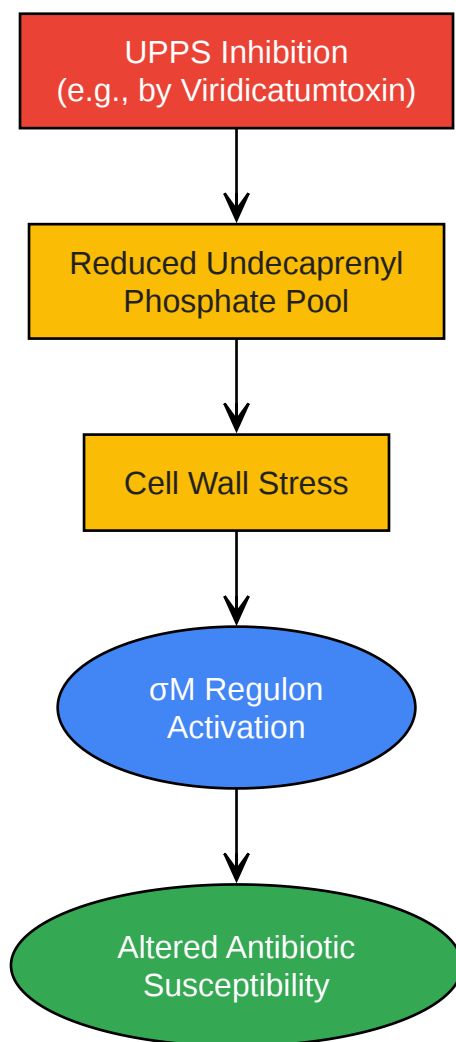 UPPS Inhibition
(e.g., by Viridicatumtoxin)
Reduced Undecaprenyl
Phosphate Pool
Cell Wall Stress
σM Regulon
Activation
Altered Antibiotic
Susceptibility